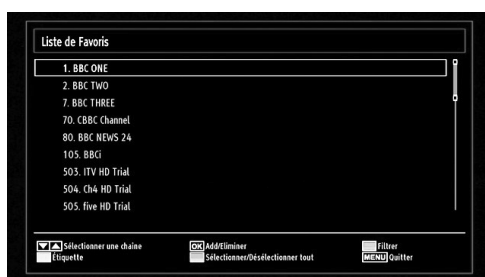 Liste de Favoris
1. BBC ONE
2. BBC TWO
7. BBC THREE
70. CBBC Channel
80. BBC NEWS 24
105. BBCi
503. ITV HD Trial
504. Ch4 HD Trial
505. five HD Trial
Sélectionner une chaîne OK Add/Eliminer Filtrer
Étiquette Sélectionner/Désélectionner tout MENU Quitter